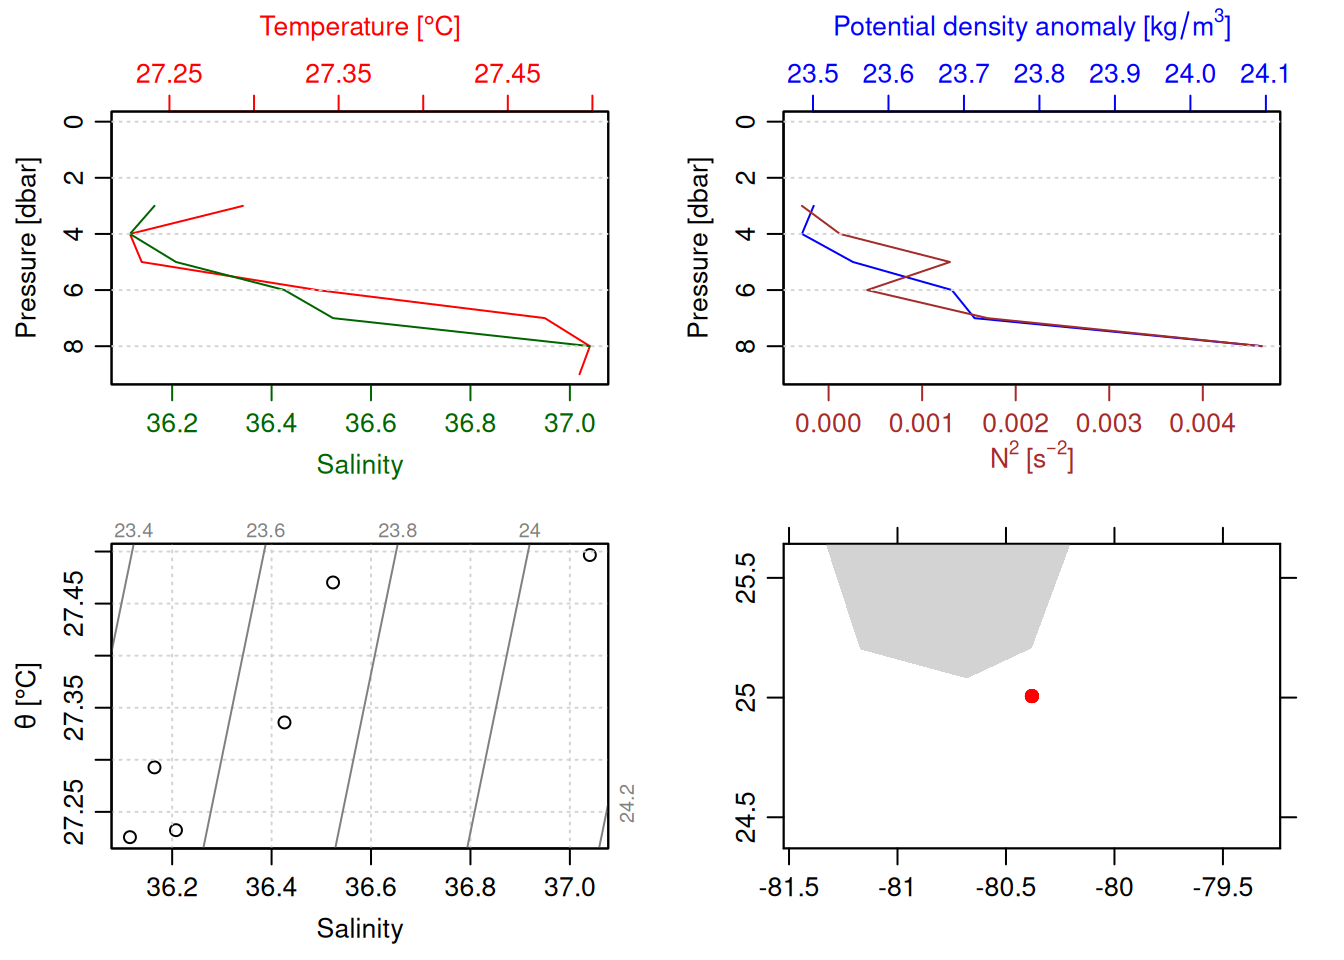 Temperature [°C]
27.25 27.35 27.45
0
2
4
6
8
Pressure [dbar]
36.2 36.4 36.6 36.8 37.0
Salinity
Potential density anomaly [kg/m³]
23.5 23.6 23.7 23.8 23.9 24.0 24.1
0
2
4
6
8
Pressure [dbar]
0.000 0.001 0.002 0.003 0.004
N² [s⁻²]
23.4 23.6 23.8 24
24.2
27.45
27.35
27.25
θ [°C]
36.2 36.4 36.6 36.8 37.0
Salinity
25.5
25
24.5
-81.5 -81 -80.5 -80 -79.5